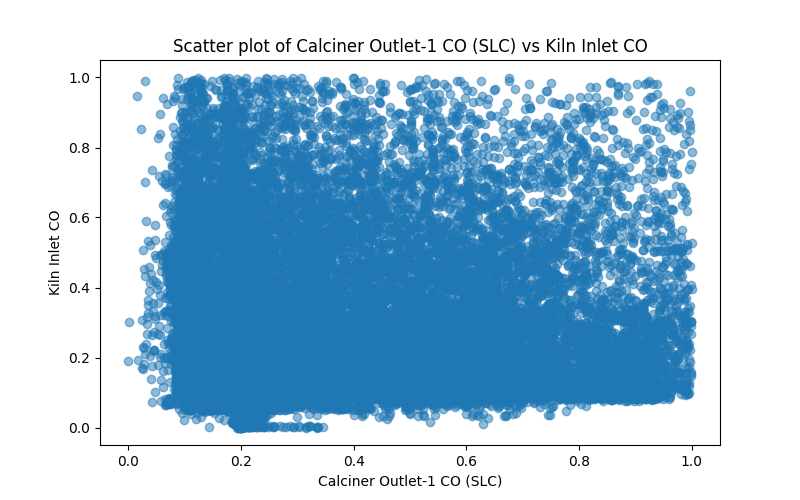 Scatter plot of Calciner Outlet-1 CO (SLC) vs Kiln Inlet CO
1.0
0.8
0.6
0.4
0.2
0.0
Kiln Inlet CO
0.0 0.2 0.4 0.6 0.8 1.0
Calciner Outlet-1 CO (SLC)